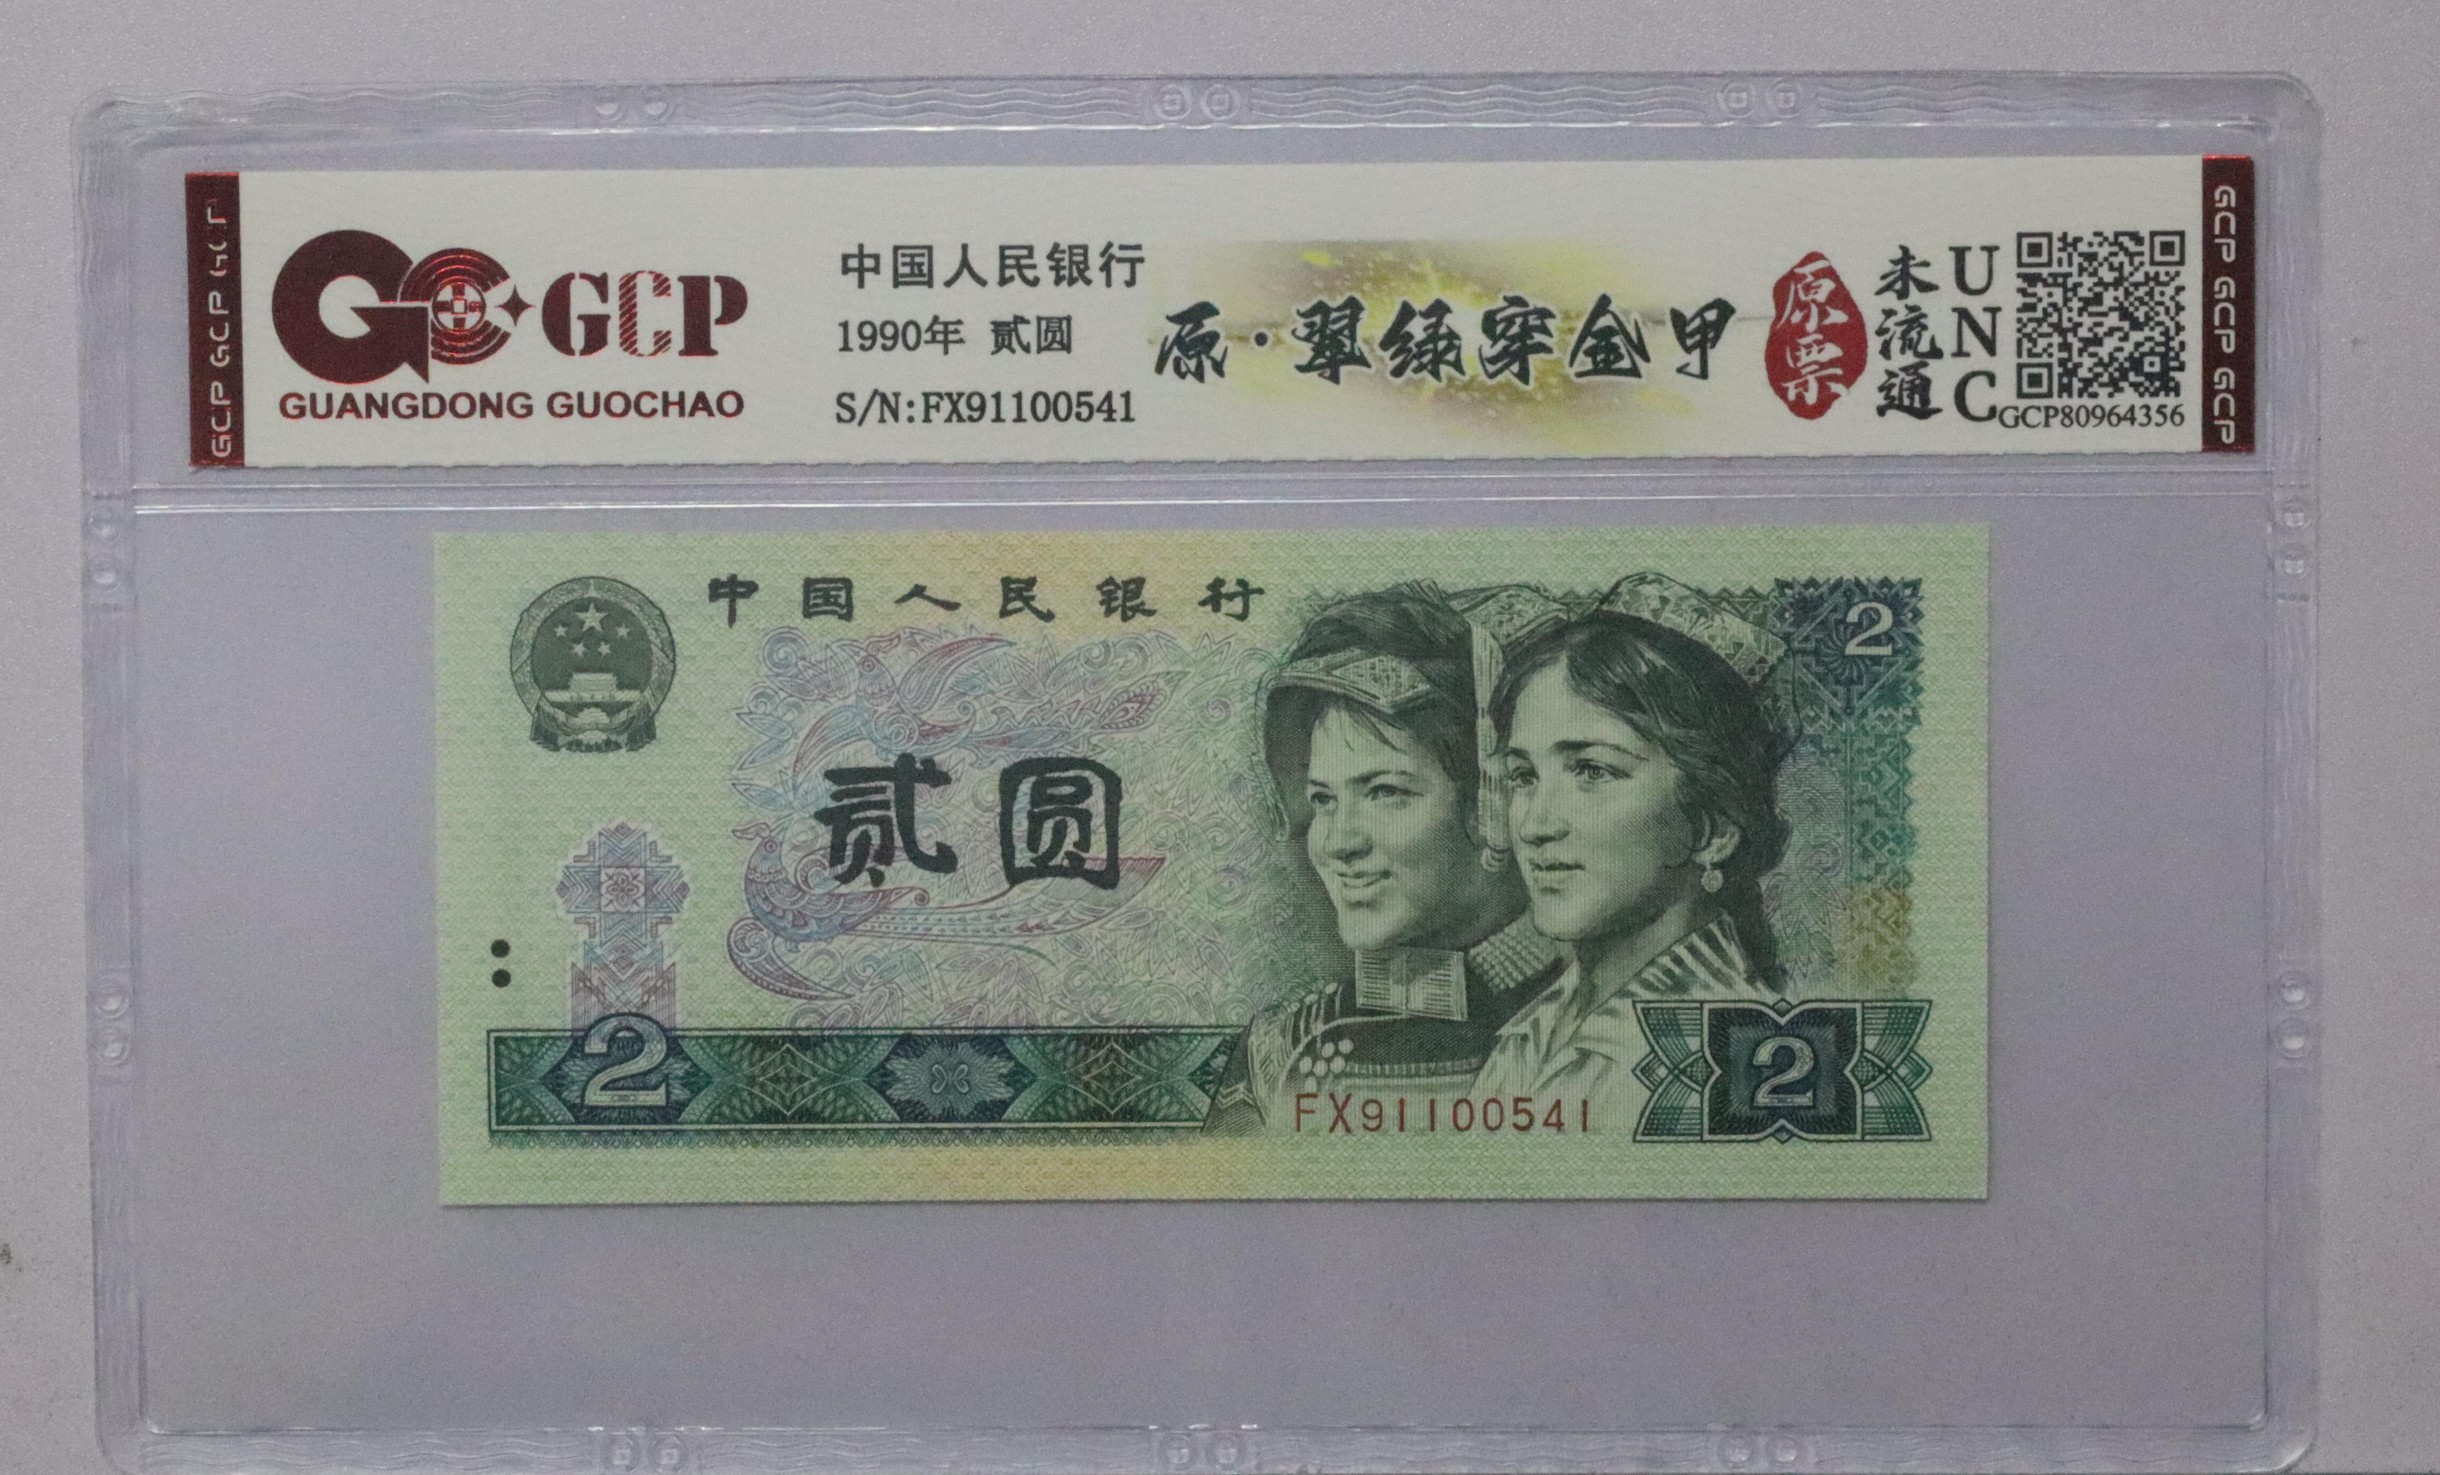 GCP GCP GCP
GCP
GUANGDONG GUOCHAO
中国人民银行
1990年 贰圆
S/N:FX91100541
原·翠绿穿金甲
原票
未流通
UNC
GCP80964356
GCP GCP GCP
中国人民银行
2
贰圆
2
2
FX91100541